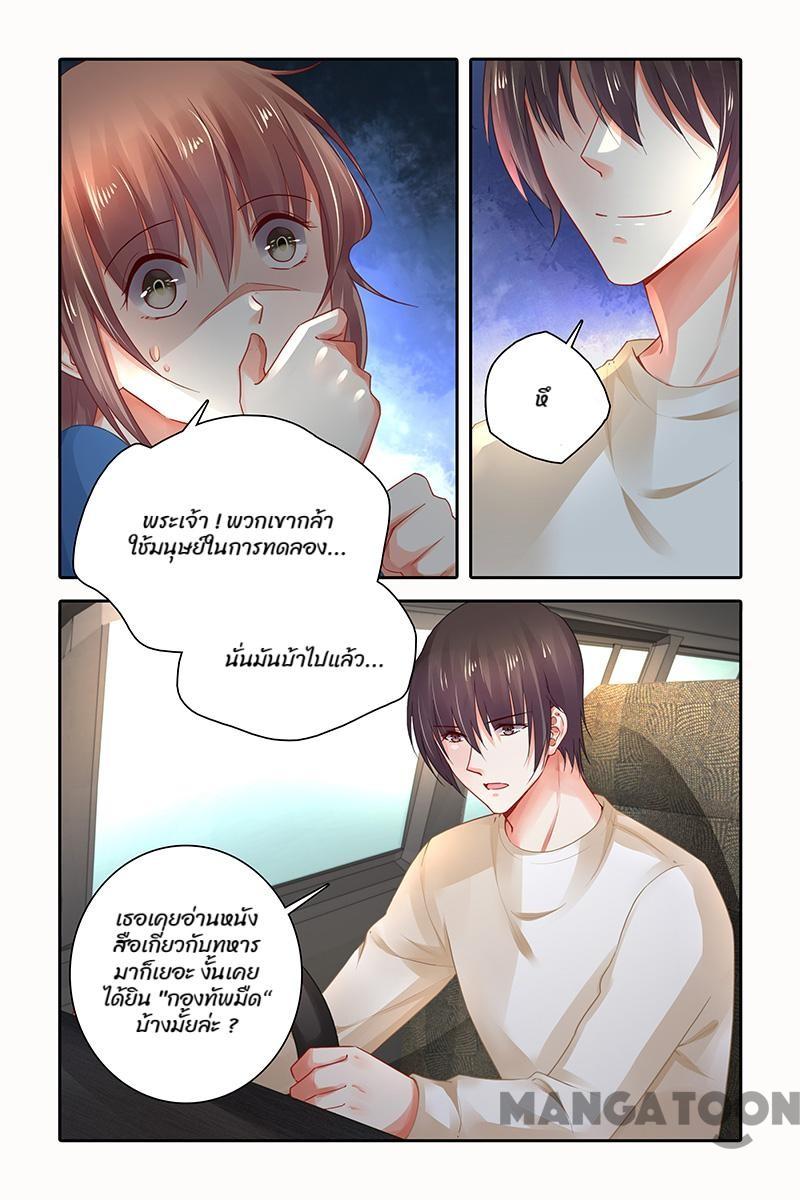 หึ
พระเจ้า ! พวกเขากล้า
ใช้มนุษย์ในการทดลอง...
นั่นมันบ้าไปแล้ว...
เธอเคยอ่านหนัง
สือเกี่ยวกับทหาร
มาก็เยอะ งั้นเคย
ได้ยิน "กองทัพมืด“
บ้างมั้ยล่ะ ?
MANGATOON